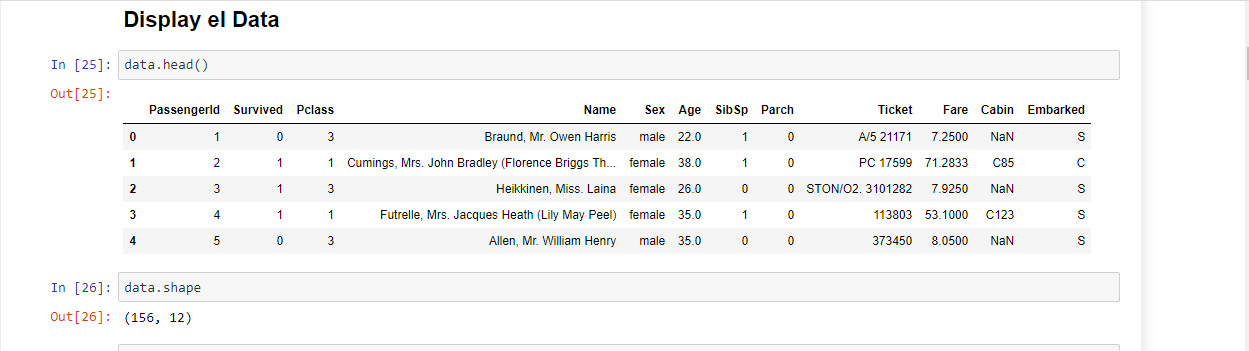 Display el Data
In [25]: data.head()
Out[25]:
PassengerId Survived Pclass Name Sex Age SibSp Parch Ticket Fare Cabin Embarked
0 1 0 3 Braund, Mr. Owen Harris male 22.0 1 0 A/5 21171 7.2500 NaN S
1 2 1 1 Cumings, Mrs. John Bradley (Florence Briggs Th... female 38.0 1 0 PC 17599 71.2833 C85 C
2 3 1 3 Heikkinen, Miss. Laina female 26.0 0 0 STON/O2. 3101282 7.9250 NaN S
3 4 1 1 Futrelle, Mrs. Jacques Heath (Lily May Peel) female 35.0 1 0 113803 53.1000 C123 S
4 5 0 3 Allen, Mr. William Henry male 35.0 0 0 373450 8.0500 NaN S
In [26]: data.shape
Out[26]: (156, 12)